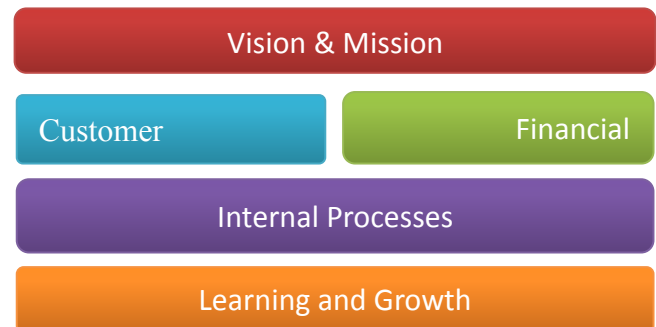 Vision & Mission
Customer
Financial
Internal Processes
Learning and Growth